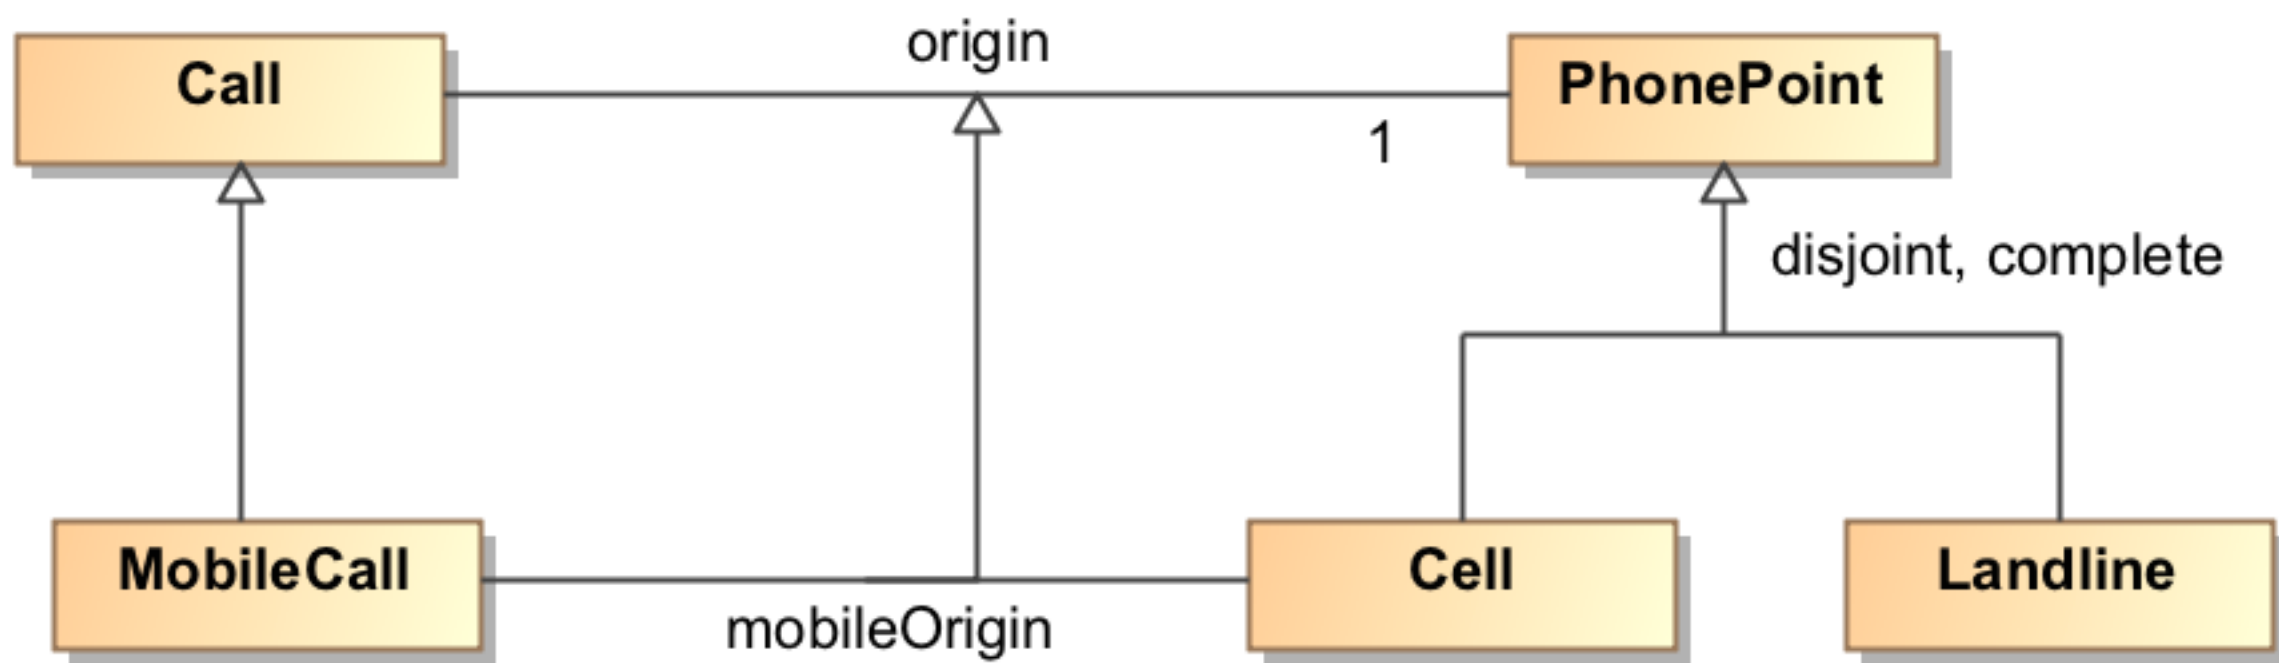 origin
Call
PhonePoint
1
disjoint, complete
MobileCall
Cell
Landline
mobileOrigin